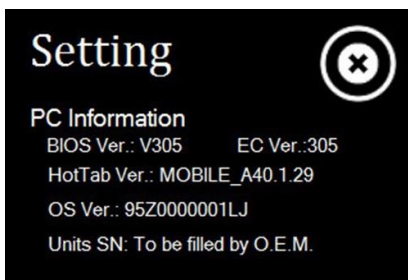 Setting
PC Information
BIOS Ver.: V305 EC Ver.:305
HotTab Ver.: MOBILE_A40.1.29
OS Ver.: 95Z0000001LJ
Units SN: To be filled by O.E.M.